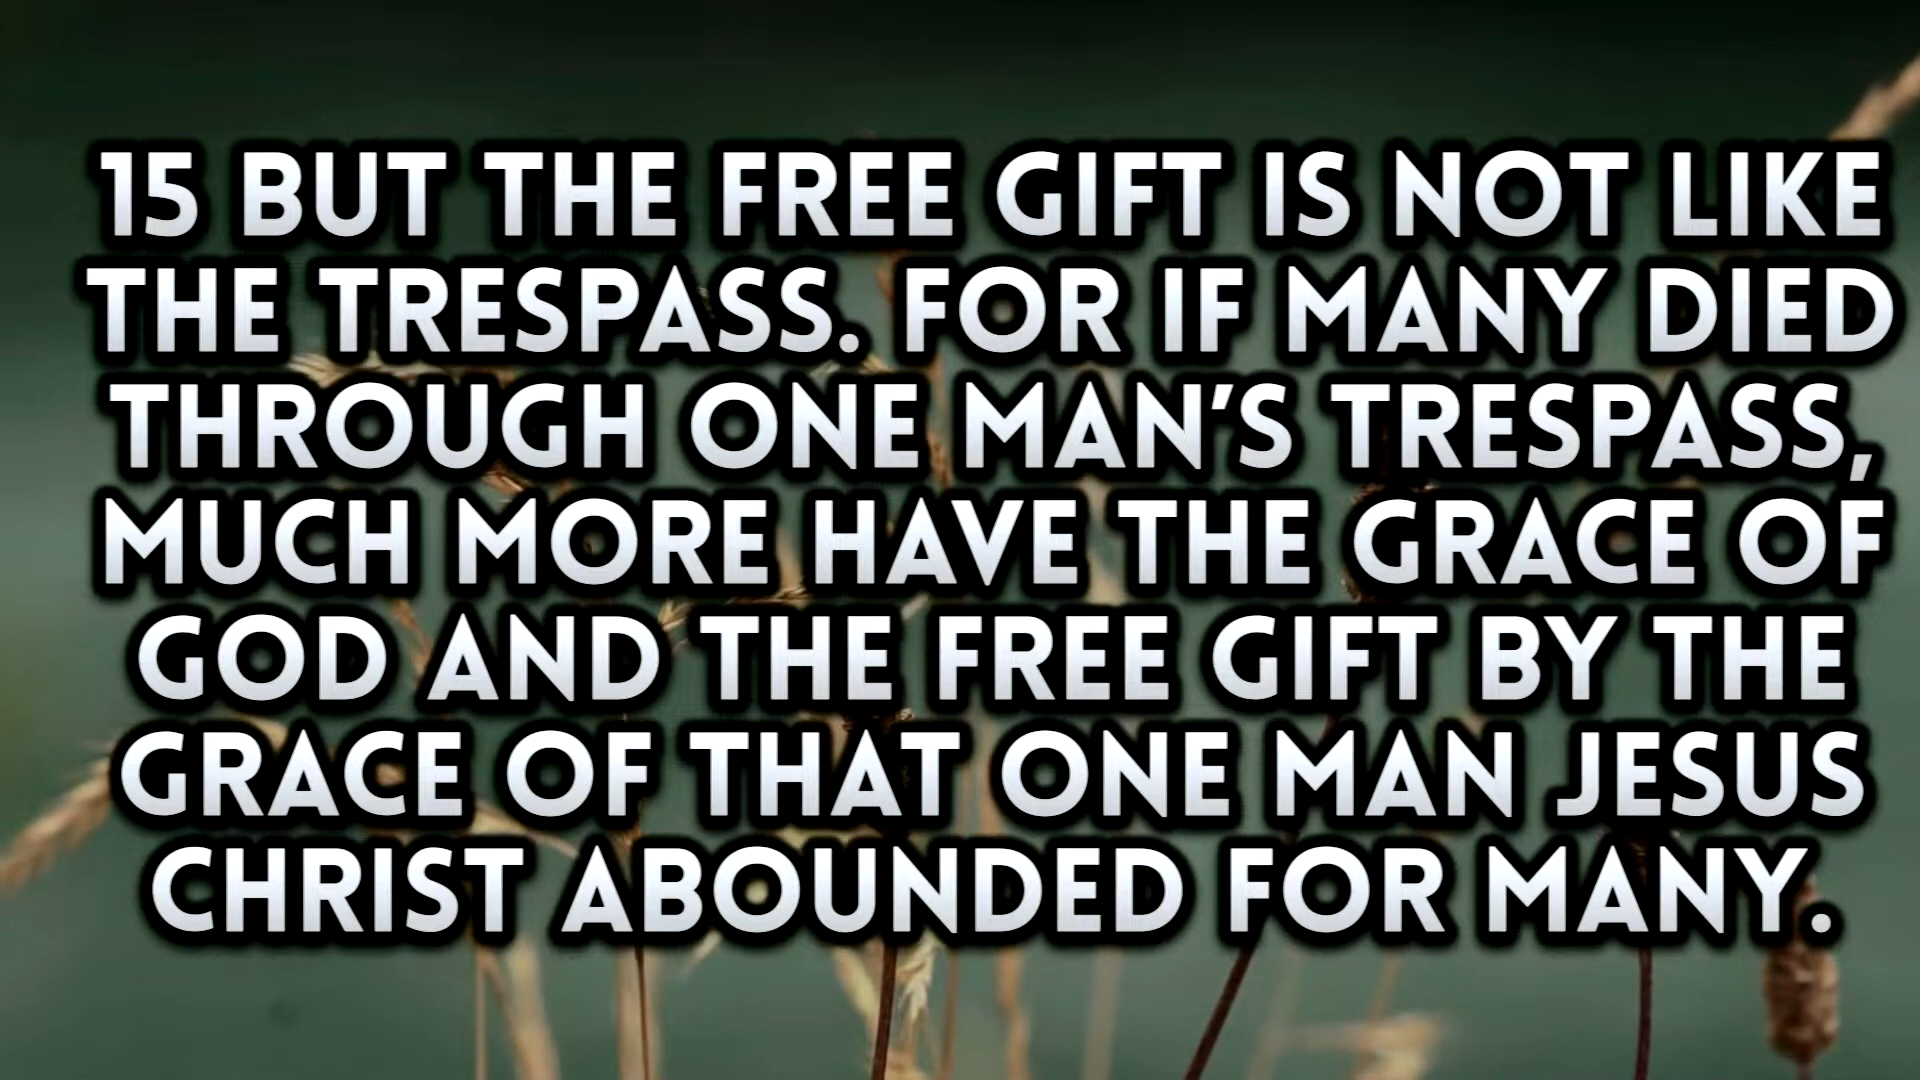 15 BUT THE FREE GIFT IS NOT LIKE
THE TRESPASS. FOR IF MANY DIED
THROUGH ONE MAN’S TRESPASS,
MUCH MORE HAVE THE GRACE OF
GOD AND THE FREE GIFT BY THE
GRACE OF THAT ONE MAN JESUS
CHRIST ABOUNDED FOR MANY.